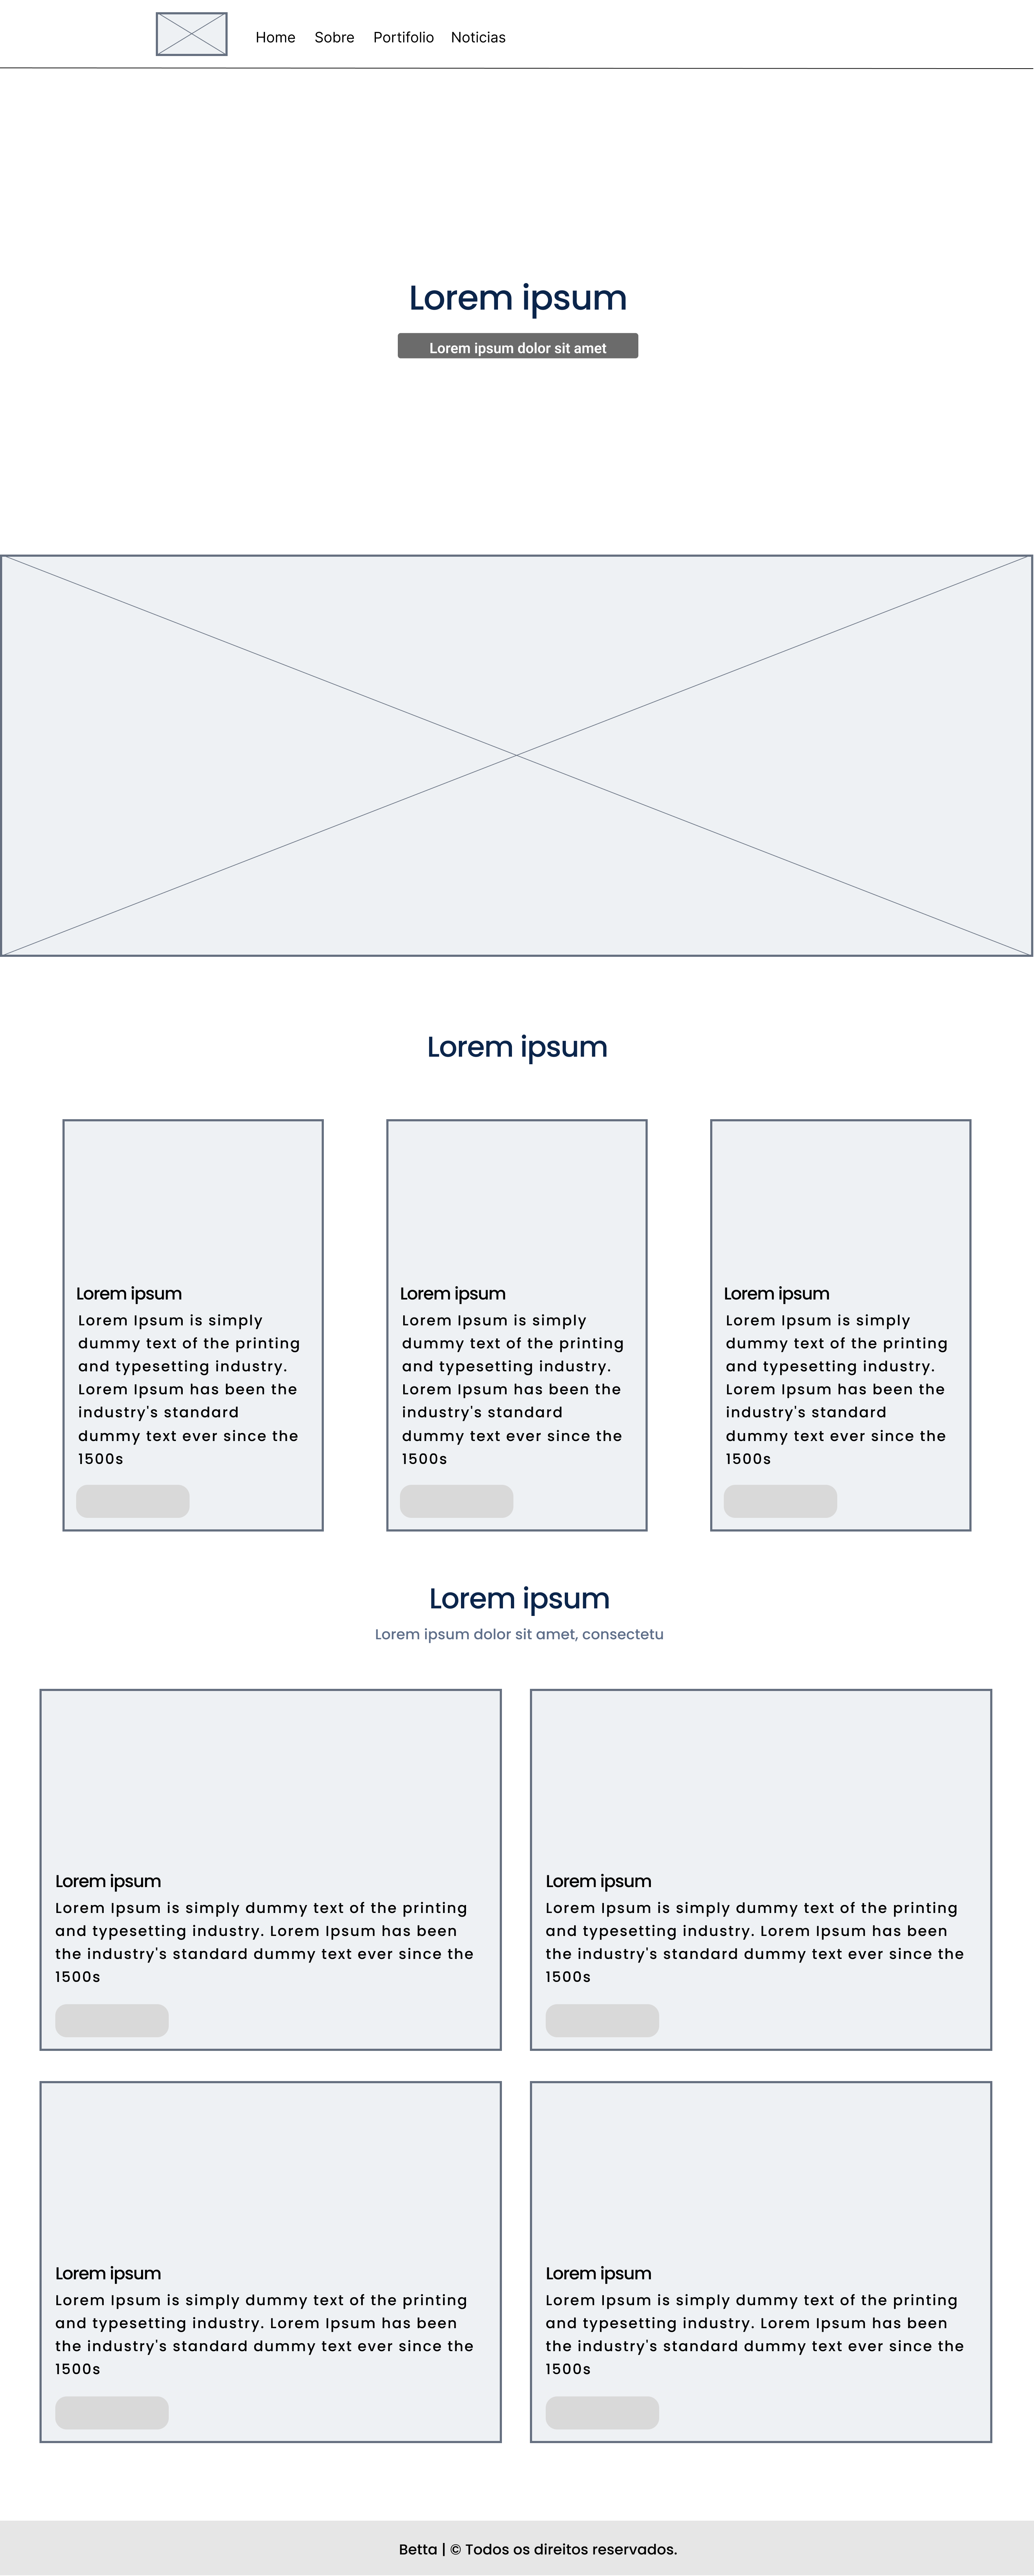 Home Sobre Portifolio Noticias
Lorem ipsum
Lorem ipsum dolor sit amet
Lorem ipsum
Lorem ipsum
Lorem Ipsum is simply
dummy text of the printing
and typesetting industry.
Lorem Ipsum has been the
industry's standard
dummy text ever since the
1500s
Lorem ipsum
Lorem Ipsum is simply
dummy text of the printing
and typesetting industry.
Lorem Ipsum has been the
industry's standard
dummy text ever since the
1500s
Lorem ipsum
Lorem Ipsum is simply
dummy text of the printing
and typesetting industry.
Lorem Ipsum has been the
industry's standard
dummy text ever since the
1500s
Lorem ipsum
Lorem ipsum dolor sit amet, consectetu
Lorem ipsum
Lorem Ipsum is simply dummy text of the printing
and typesetting industry. Lorem Ipsum has been
the industry's standard dummy text ever since the
1500s
Lorem ipsum
Lorem Ipsum is simply dummy text of the printing
and typesetting industry. Lorem Ipsum has been
the industry's standard dummy text ever since the
1500s
Lorem ipsum
Lorem Ipsum is simply dummy text of the printing
and typesetting industry. Lorem Ipsum has been
the industry's standard dummy text ever since the
1500s
Lorem ipsum
Lorem Ipsum is simply dummy text of the printing
and typesetting industry. Lorem Ipsum has been
the industry's standard dummy text ever since the
1500s
Betta | © Todos os direitos reservados.